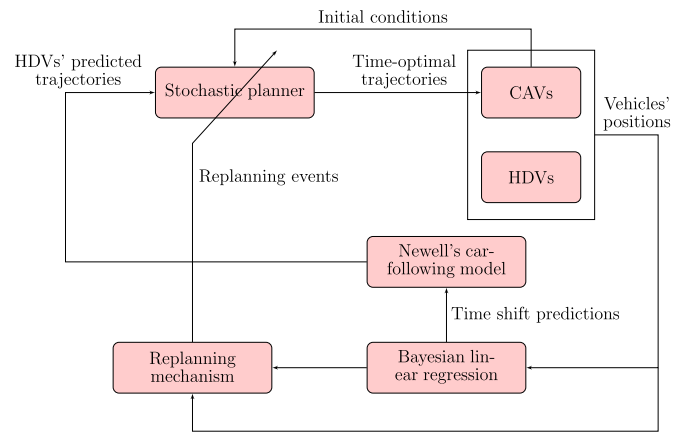 Initial conditions
HDVs' predicted
trajectories
Stochastic planner
Time-optimal
trajectories
CAVs
Vehicles'
positions
HDVs
Replanning events
Newell's car-
following model
Time shift predictions
Replanning
mechanism
Bayesian lin-
ear regression